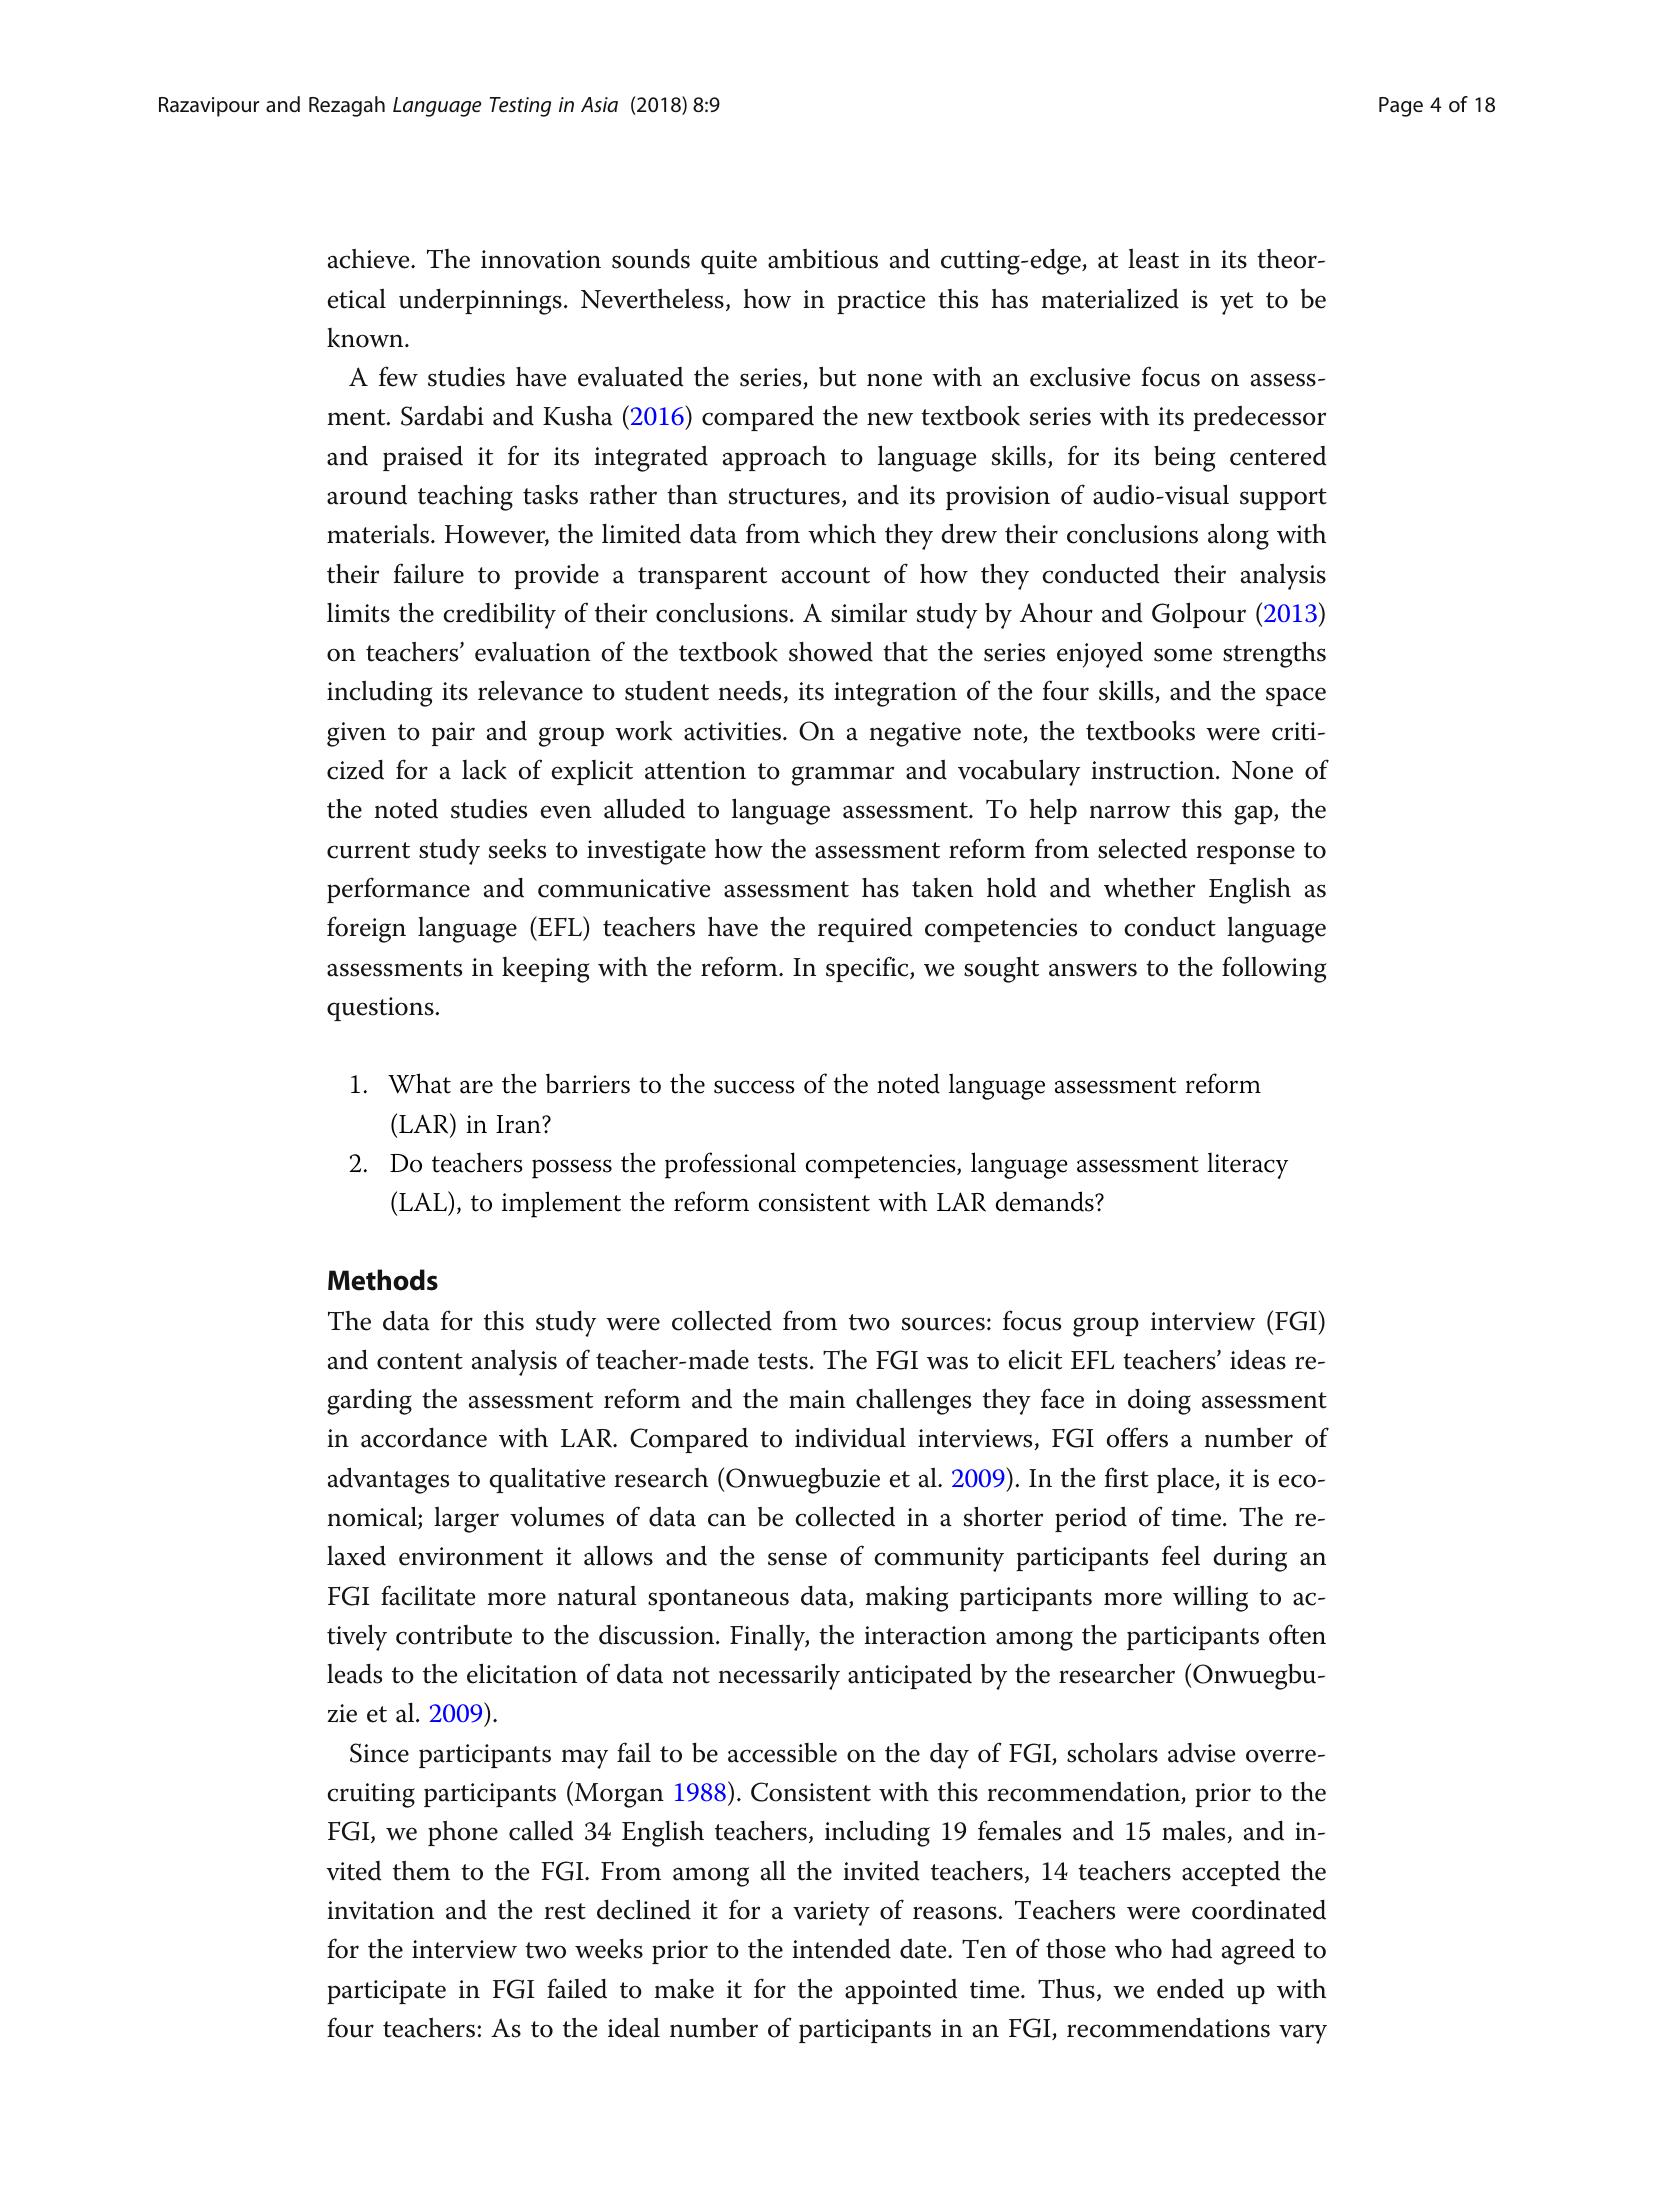 Razavipour and Rezagah Language Testing in Asia (2018) 8:9
Page 4 of 18
achieve. The innovation sounds quite ambitious and cutting-edge, at least in its theor-
etical underpinnings. Nevertheless, how in practice this has materialized is yet to be
known.
A few studies have evaluated the series, but none with an exclusive focus on assess-
ment. Sardabi and Kusha (2016) compared the new textbook series with its predecessor
and praised it for its integrated approach to language skills, for its being centered
around teaching tasks rather than structures, and its provision of audio-visual support
materials. However, the limited data from which they drew their conclusions along with
their failure to provide a transparent account of how they conducted their analysis
limits the credibility of their conclusions. A similar study by Ahour and Golpour (2013)
on teachers’ evaluation of the textbook showed that the series enjoyed some strengths
including its relevance to student needs, its integration of the four skills, and the space
given to pair and group work activities. On a negative note, the textbooks were criti-
cized for a lack of explicit attention to grammar and vocabulary instruction. None of
the noted studies even alluded to language assessment. To help narrow this gap, the
current study seeks to investigate how the assessment reform from selected response to
performance and communicative assessment has taken hold and whether English as
foreign language (EFL) teachers have the required competencies to conduct language
assessments in keeping with the reform. In specific, we sought answers to the following
questions.
1. What are the barriers to the success of the noted language assessment reform
(LAR) in Iran?
2. Do teachers possess the professional competencies, language assessment literacy
(LAL), to implement the reform consistent with LAR demands?
Methods
The data for this study were collected from two sources: focus group interview (FGI)
and content analysis of teacher-made tests. The FGI was to elicit EFL teachers’ ideas re-
garding the assessment reform and the main challenges they face in doing assessment
in accordance with LAR. Compared to individual interviews, FGI offers a number of
advantages to qualitative research (Onwuegbuzie et al. 2009). In the first place, it is eco-
nomical; larger volumes of data can be collected in a shorter period of time. The re-
laxed environment it allows and the sense of community participants feel during an
FGI facilitate more natural spontaneous data, making participants more willing to ac-
tively contribute to the discussion. Finally, the interaction among the participants often
leads to the elicitation of data not necessarily anticipated by the researcher (Onwuegbu-
zie et al. 2009).
Since participants may fail to be accessible on the day of FGI, scholars advise overre-
cruiting participants (Morgan 1988). Consistent with this recommendation, prior to the
FGI, we phone called 34 English teachers, including 19 females and 15 males, and in-
vited them to the FGI. From among all the invited teachers, 14 teachers accepted the
invitation and the rest declined it for a variety of reasons. Teachers were coordinated
for the interview two weeks prior to the intended date. Ten of those who had agreed to
participate in FGI failed to make it for the appointed time. Thus, we ended up with
four teachers: As to the ideal number of participants in an FGI, recommendations vary